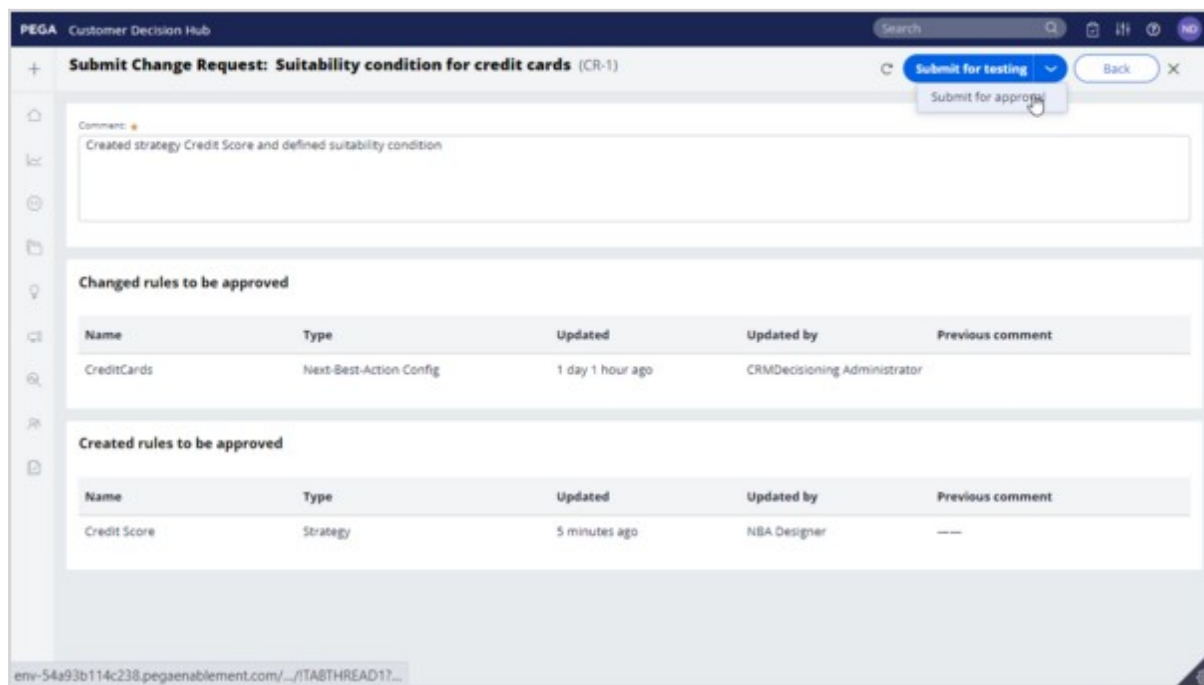 PEGA Customer Decision Hub
Search
ND
Submit Change Request: Suitability condition for credit cards (CR-1)
Submit for testing
Back
Submit for approval
Comment:
Created strategy Credit Score and defined suitability condition
Changed rules to be approved
Name Type Updated Updated by Previous comment
CreditCards Next-Best-Action Config 1 day 1 hour ago CRMDecisioning Administrator
Created rules to be approved
Name Type Updated Updated by Previous comment
Credit Score Strategy 5 minutes ago NBA Designer ——
env-54a93b114c238.pegaenablement.com/.../!TABTHREAD1?...